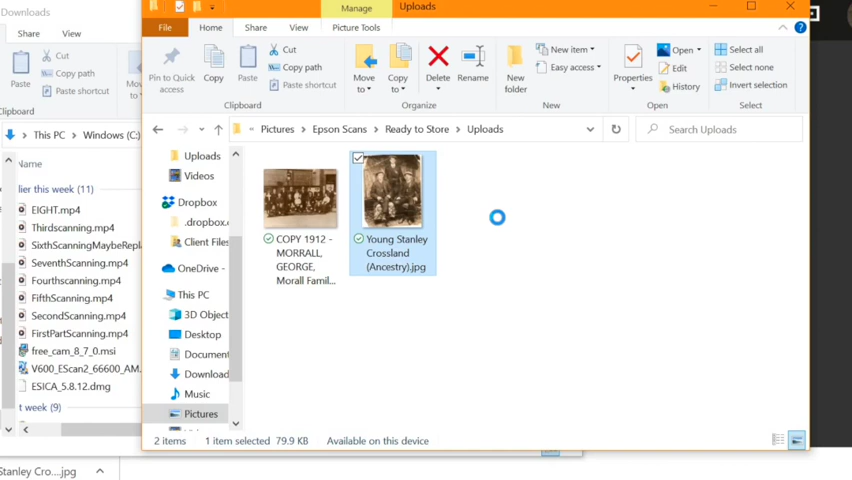 Downloads
Share View
Cut
Copy path
Paste shortcut
Paste
Clipboard
This PC > Windows (C:)
Name
lier this week (11)
EIGHT.mp4
Thirdscanning.mp4
SixthScanningMaybeRepla
SeventhScanning.mp4
Fourthscanning.mp4
FifthScanning.mp4
SecondScanning.mp4
FirstPartScanning.mp4
free_cam_8_7_0.msi
V600_EScan2_66600_AM.
ESICA_5.8.12.dmg
t week (9)
Stanley Cro....jpg
Manage
Uploads
File Home Share View Picture Tools
Pin to Quick access
Copy
Paste
Cut
Copy path
Paste shortcut
Clipboard
Move to
Copy to
Delete
Rename
Organize
New folder
New item
Easy access
New
Properties
Open
Edit
History
Open
Select all
Select none
Invert selection
Select
« Pictures > Epson Scans > Ready to Store > Uploads
Search Uploads
Uploads
Videos
Dropbox
.dropbox.c
Client Files
OneDrive -
This PC
3D Object
Desktop
Document
Download
Music
Pictures
COPY 1912 -
MORRALL,
GEORGE,
Morall Famil...
Young Stanley
Crossland
(Ancestry).jpg
2 items 1 item selected 79.9 KB Available on this device